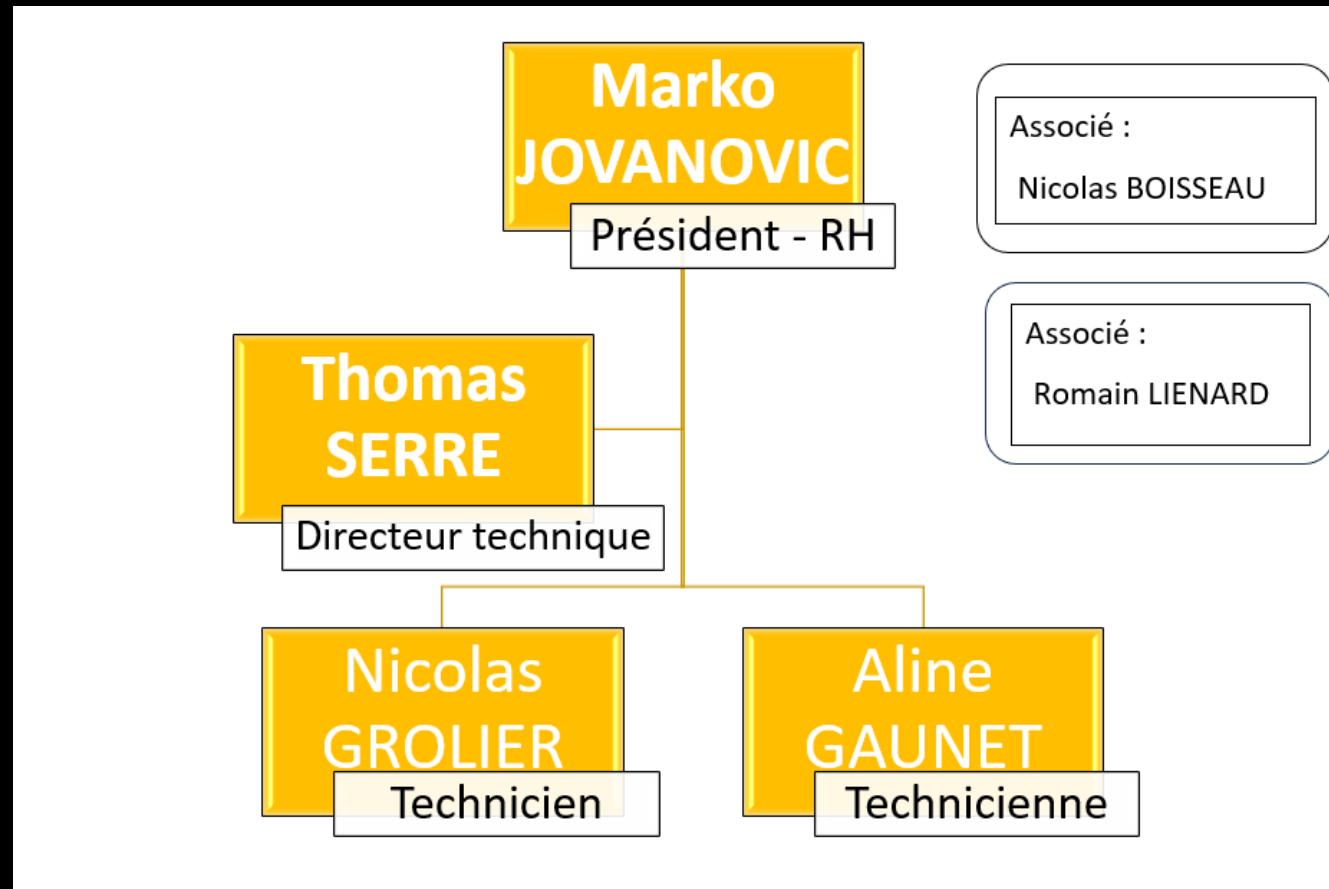 Marko
JOVANOVIC
Président - RH
Associé :
Nicolas BOISSEAU
Associé :
Romain LIENARD
Thomas
SERRE
Directeur technique
Nicolas
GROLIER
Technicien
Aline
GAUNET
Technicienne